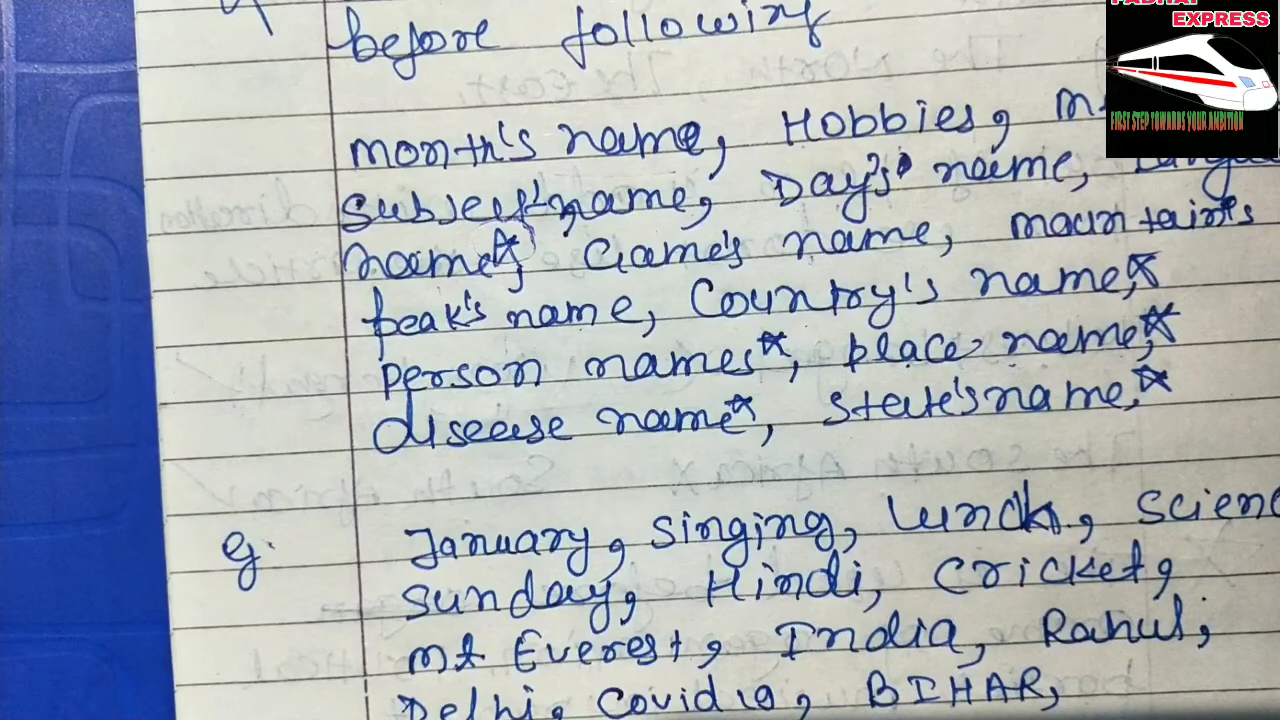 PADHAI
EXPRESS
FIRST STEP TOWARDS YOUR AMBITION
before following
month's name, Hobbies,
subject's name, Day's name,
name, Game's name, mountain's
peak's name, Country's name,
person names, place name,
disease name, state's name,
eg.
January, singing, Lunch, Scienc
Sunday, Hindi, Cricket,
mt Everest, India, Rahul,
Delhi, Covid 19, BIHAR,